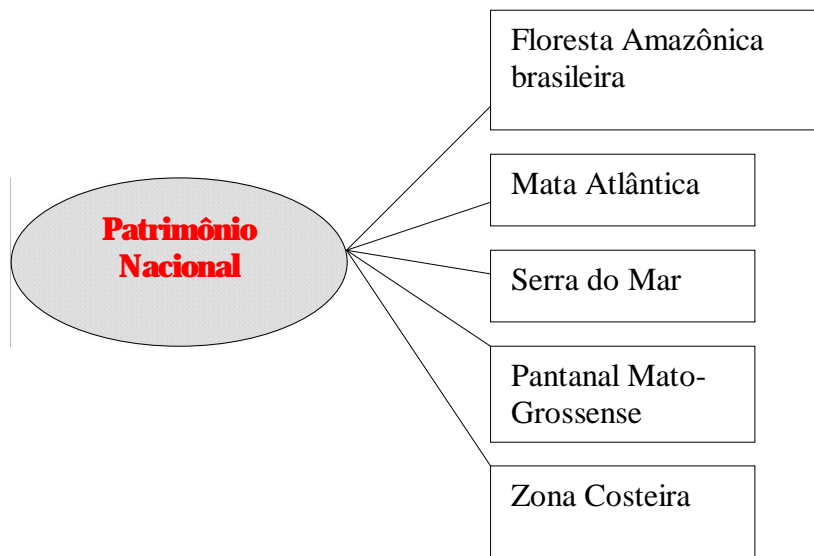 Patrimônio
Nacional
Floresta Amazônica
brasileira
Mata Atlântica
Serra do Mar
Pantanal Mato-
Grossense
Zona Costeira